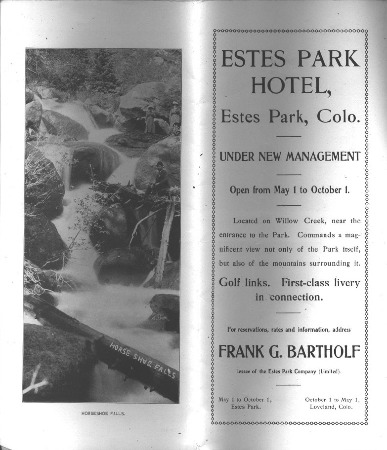 HORSE SHOE FALLS
HORSESHOE FALLS.
ESTES PARK
HOTEL,
Estes Park, Colo.
UNDER NEW MANAGEMENT
Open from May 1 to October 1.
Located on Willow Creek, near the
entrance to the Park. Commands a mag-
nificent view not only of the Park itself,
but also of the mountains surrounding it.
Golf links. First-class livery
in connection.
For reservations, rates and information, address
FRANK G. BARTHOLF
lessee of the Estes Park Company (Limited).
May 1 to October 1,
Estes Park.
October 1 to May 1,
Loveland, Colo.